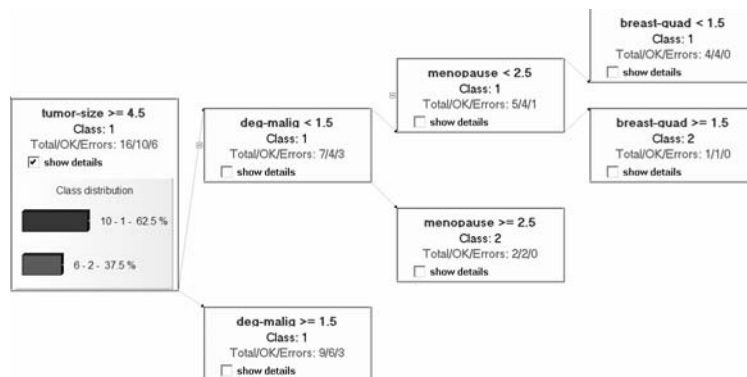 breast-quad < 1.5
Class: 1
Total/OK/Errors: 4/4/0
show details
menopause < 2.5
Class: 1
Total/OK/Errors: 5/4/1
show details
tumor-size >= 4.5
Class: 1
Total/OK/Errors: 16/10/6
show details
Class distribution
10 - 1 - 62.5 %
6 - 2 - 37.5 %
deg-malig < 1.5
Class: 1
Total/OK/Errors: 7/4/3
show details
breast-quad >= 1.5
Class: 2
Total/OK/Errors: 1/1/0
show details
menopause >= 2.5
Class: 2
Total/OK/Errors: 2/2/0
show details
deg-malig >= 1.5
Class: 1
Total/OK/Errors: 9/6/3
show details